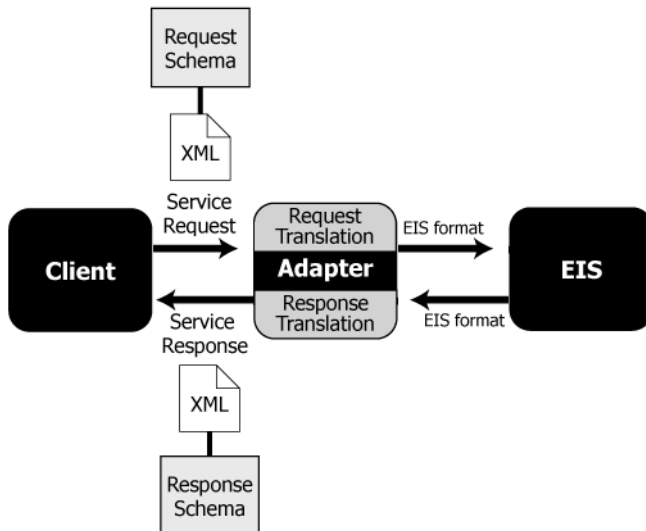 Request
Schema
XML
Service
Request
Client
Request
Translation
Adapter
Response
Translation
EIS format
EIS format
EIS
Service
Response
XML
Response
Schema